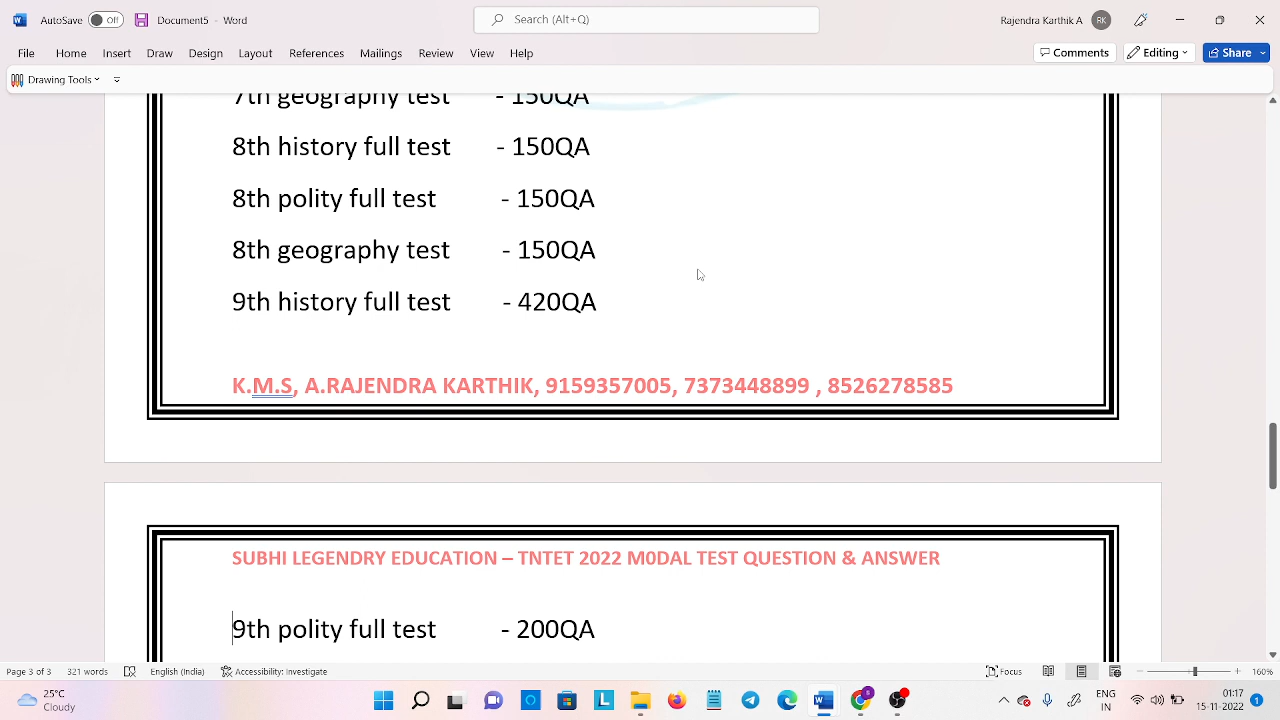 AutoSave Off Document5 - Word Search (Alt+Q) Rajendra Karthik A RK
File Home Insert Draw Design Layout References Mailings Review View Help Comments Editing Share
Drawing Tools
7th geography test - 150QA
8th history full test - 150QA
8th polity full test - 150QA
8th geography test - 150QA
9th history full test - 420QA
K.M.S, A.RAJENDRA KARTHIK, 9159357005, 7373448899 , 8526278585
SUBHI LEGENDRY EDUCATION – TNTET 2022 M0DAL TEST QUESTION & ANSWER
9th polity full test - 200QA
Page 3 of 3 321 words English (India) Accessibility: Investigate Focus 160%
25°C
Cloudy
ENG
IN
01:17
15-11-2022